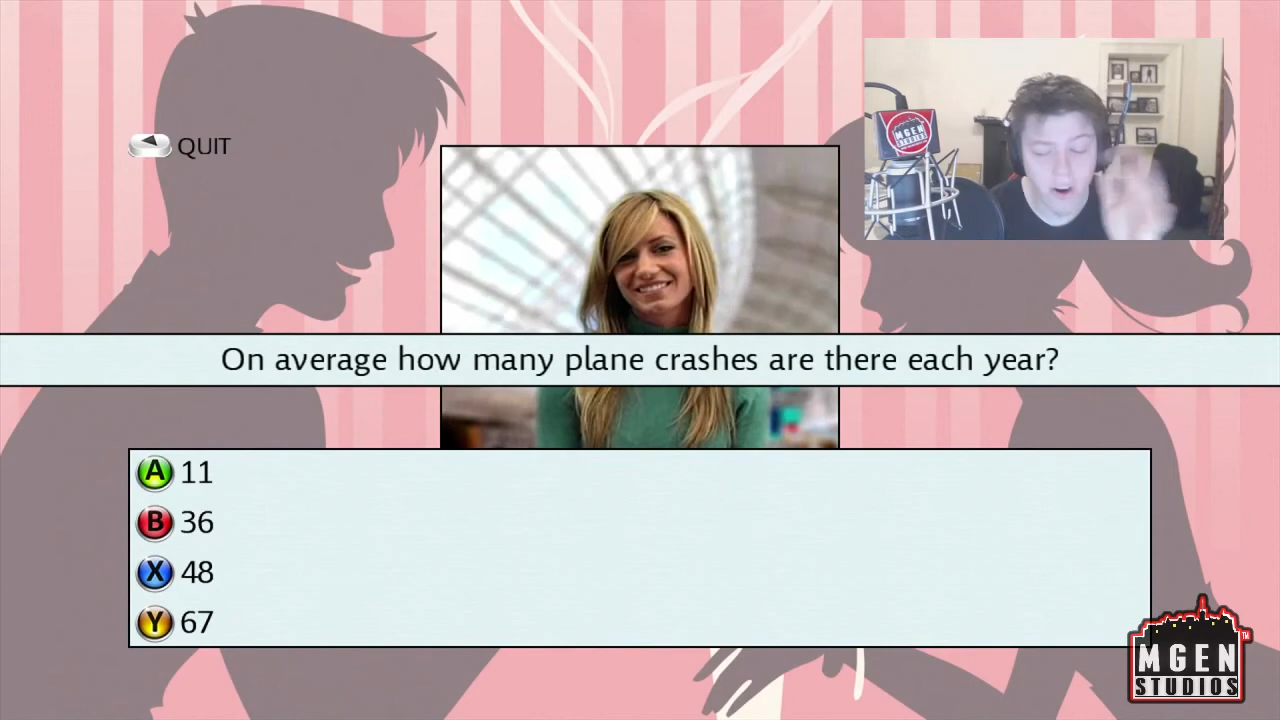 QUIT
MGEN
STUDIOS
On average how many plane crashes are there each year?
A 11
B 36
X 48
Y 67
MGEN
STUDIOS
TM